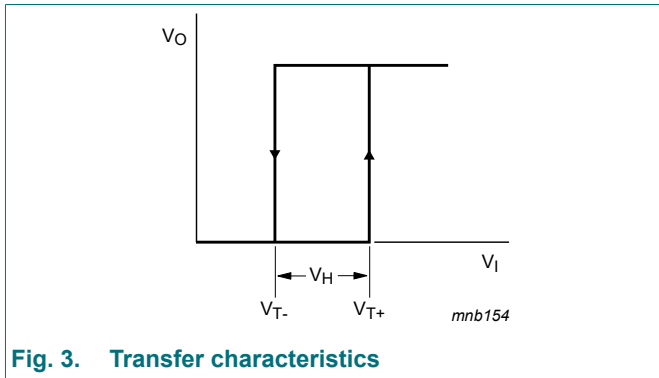 VO
VI
VH
VT-
VT+
mnb154
Fig. 3. Transfer characteristics